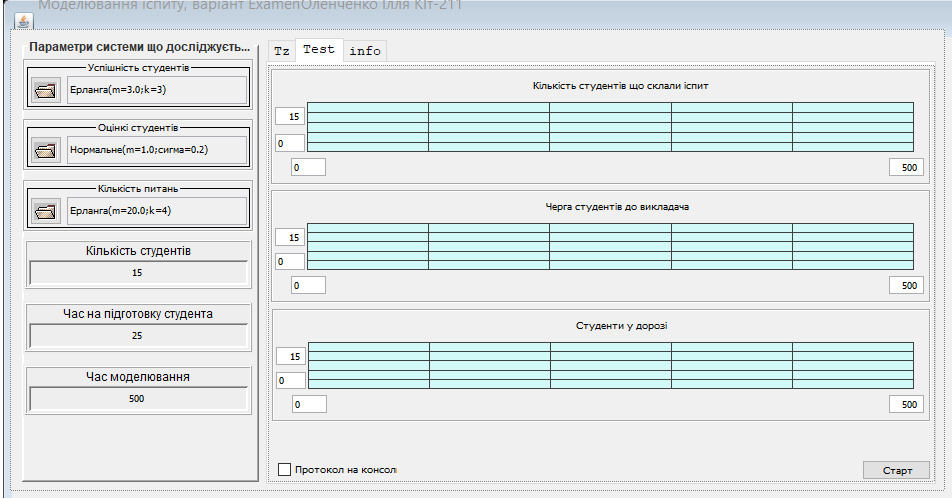 Моделювання іспиту, варіант ExamenОленченко Ілля КІт-211
Параметри системи що досліджується...
Успішність студентів
Ерланга(m=3.0;k=3)
Оцінкі студентів
Нормальне(m=1.0;сигма=0.2)
Кількість питань
Ерланга(m=20.0;k=4)
Кількість студентів
15
Час на підготовку студента
25
Час моделювання
500
Tz Test info
Кількість студентів що склали іспит
15
0
0 500
Черга студентів до викладача
15
0
0 500
Студенти у дорозі
15
0
0 500
Протокол на консол
Старт